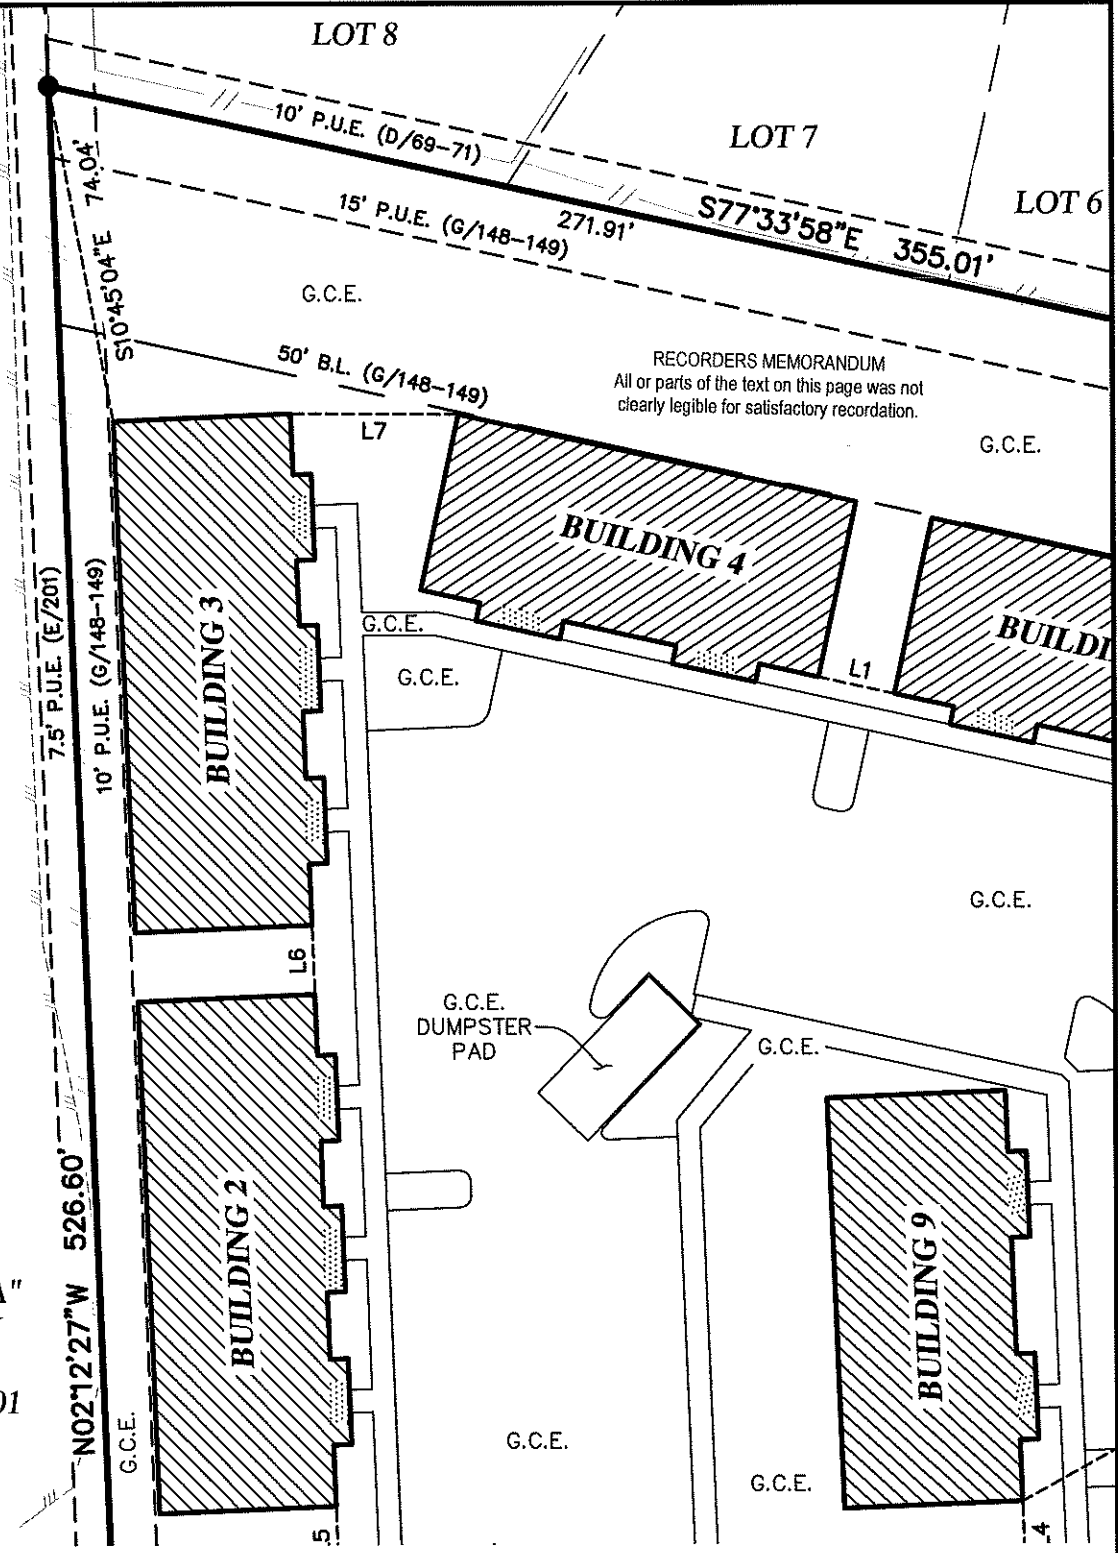 LOT 8
LOT 7
LOT 6
10' P.U.E. (D/69-71)
15' P.U.E. (G/148-149)
271.91'
S77°33'58"E 355.01'
S10°45'04"E 74.04'
G.C.E.
50' B.L. (G/148-149)
RECORDERS MEMORANDUM
All or parts of the text on this page was not
clearly legible for satisfactory recordation.
G.C.E.
L7
BUILDING 4
BUILDI
BUILDING 3
7.5' P.U.E. (E/201)
10' P.U.E. (G/148-149)
G.C.E.
G.C.E.
L1
G.C.E.
L6
G.C.E.
DUMPSTER
PAD
G.C.E.
BUILDING 2
BUILDING 9
N02°12'27"W 526.60'
A"
01
G.C.E.
G.C.E.
G.C.E.
.5
.4